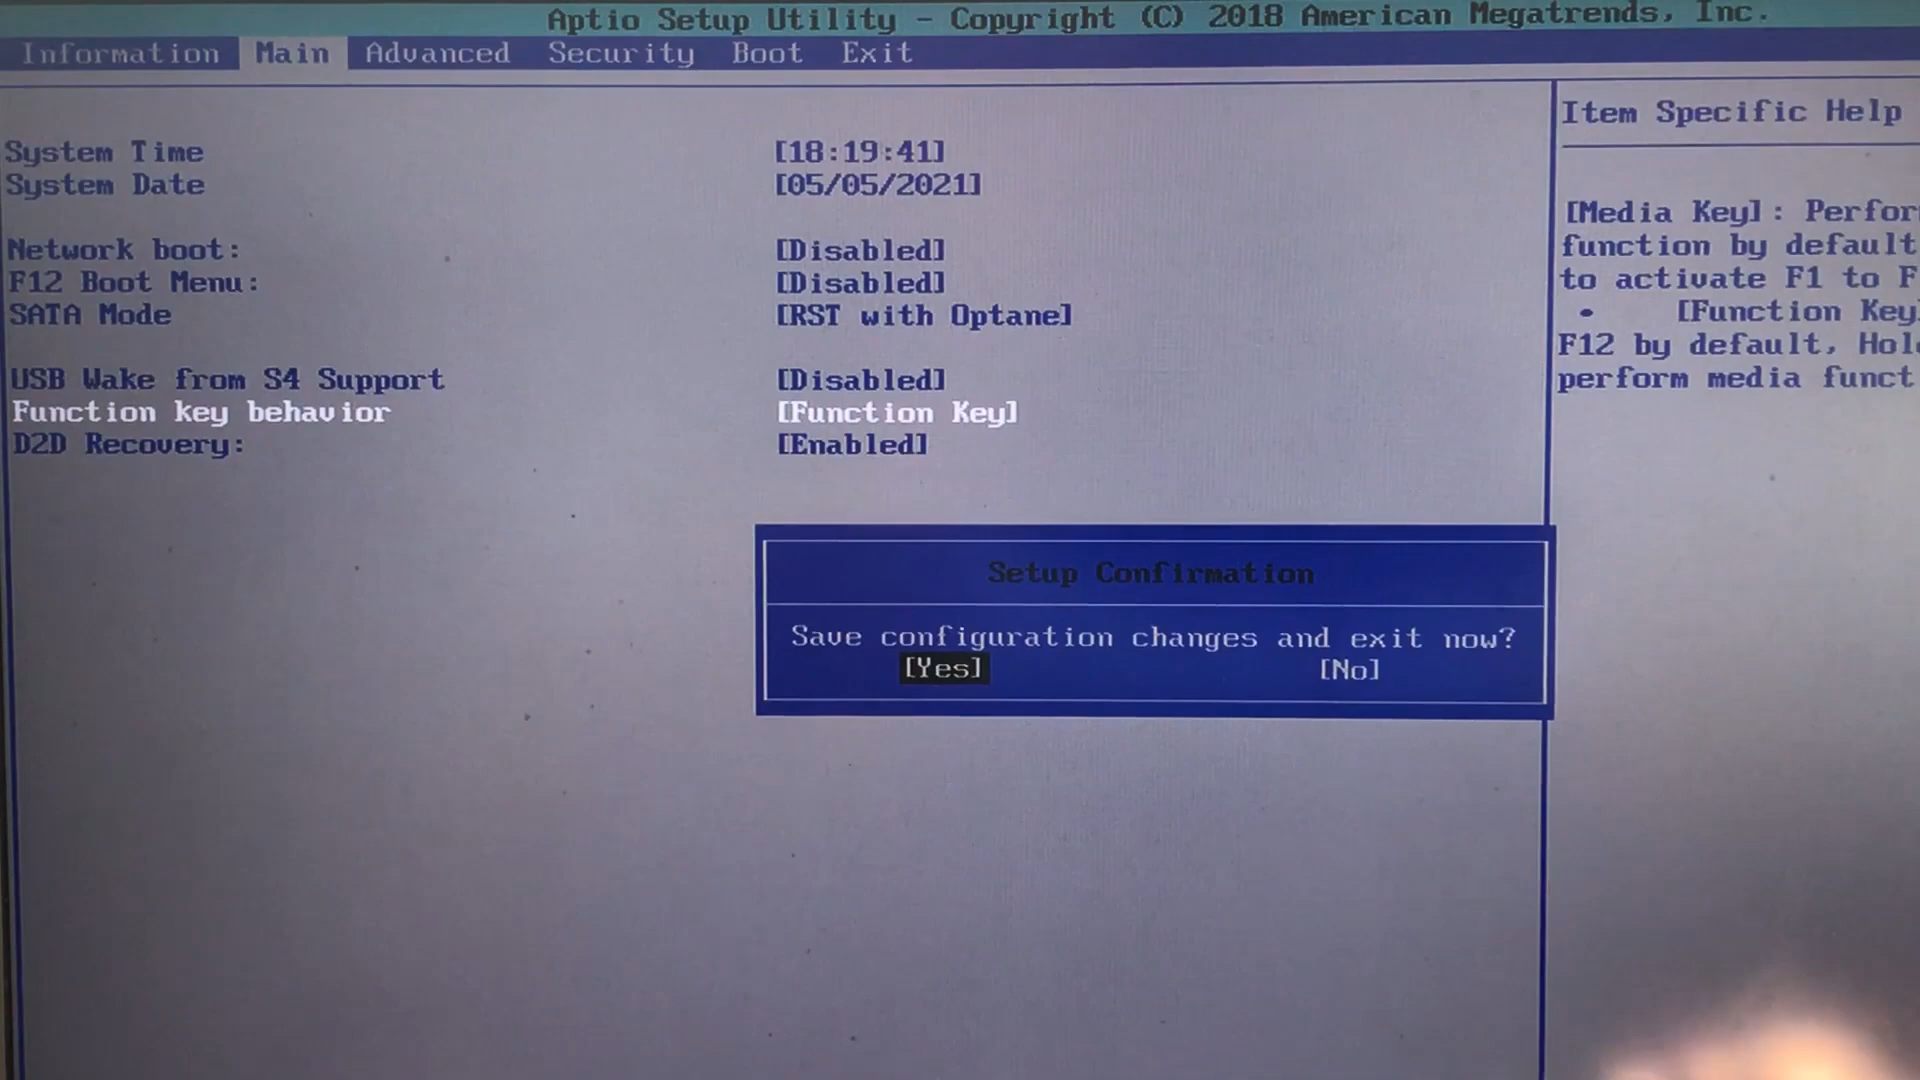 Aptio Setup Utility - Copyright (C) 2018 American Megatrends, Inc.
Information Main Advanced Security Boot Exit
Item Specific Help
System Time [18:19:41]
System Date [05/05/2021]
Network boot: [Disabled]
F12 Boot Menu: [Disabled]
SATA Mode [RST with Optane]
USB Wake from S4 Support [Disabled]
Function key behavior [Function Key]
D2D Recovery: [Enabled]
[Media Key]: Perfor
function by default
to activate F1 to F
• [Function Key
F12 by default, Hol
perform media funct
Setup Confirmation
Save configuration changes and exit now?
[Yes] [No]